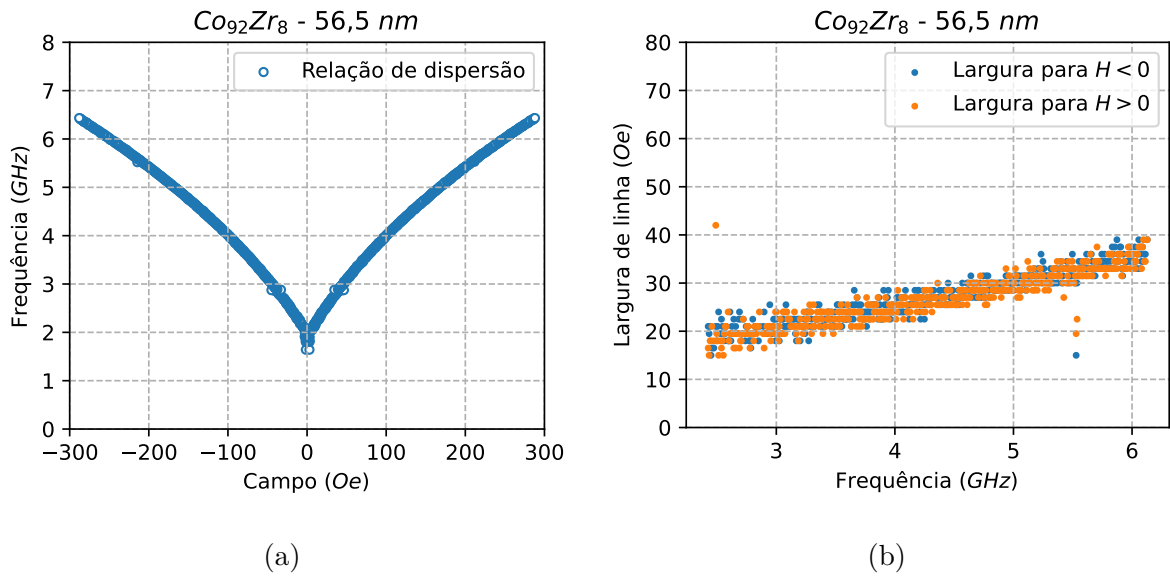 Co₉₂Zr₈ - 56,5 nm
8
7
6
5
4
3
2
1
0
Frequência (GHz)
Relação de dispersão
−300 −200 −100 0 100 200 300
Campo (Oe)
(a)
Co₉₂Zr₈ - 56,5 nm
80
70
60
50
40
30
20
10
0
Largura de linha (Oe)
Largura para H < 0
Largura para H > 0
3 4 5 6
Frequência (GHz)
(b)